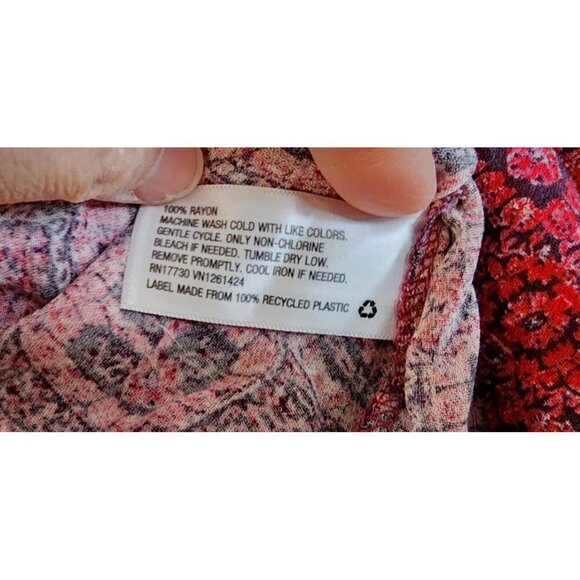 100% RAYON
MACHINE WASH COLD WITH LIKE COLORS.
GENTLE CYCLE. ONLY NON-CHLORINE
BLEACH IF NEEDED. TUMBLE DRY LOW.
REMOVE PROMPTLY. COOL IRON IF NEEDED.
RN17730 VN1261424
LABEL MADE FROM 100% RECYCLED PLASTIC